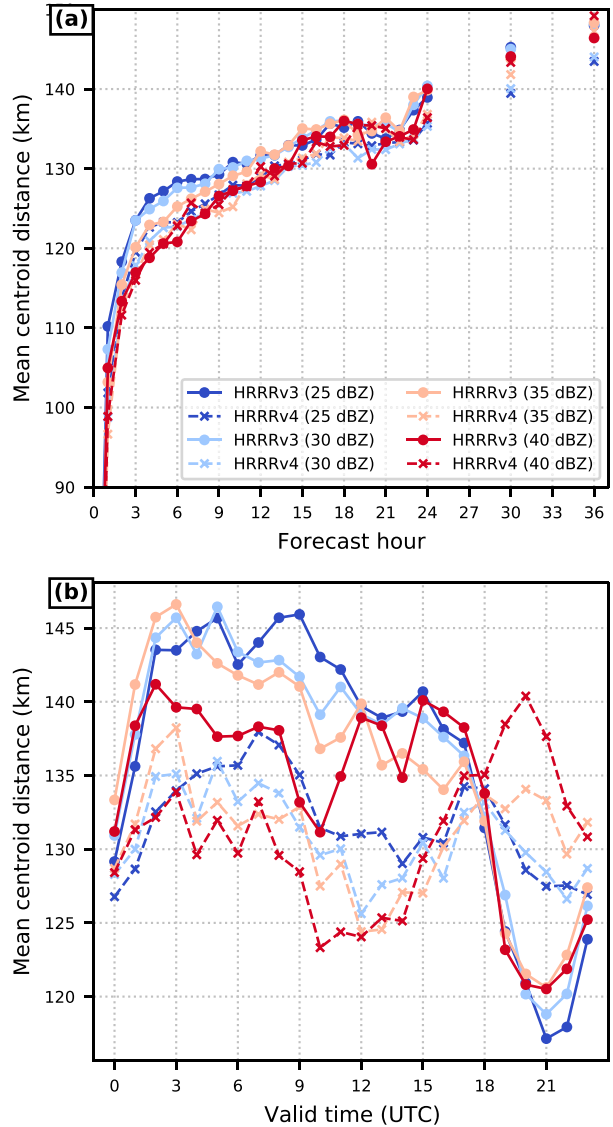 (a)
140
130
120
110
100
90
Mean centroid distance (km)
HRRRv3 (25 dBZ)
HRRRv4 (25 dBZ)
HRRRv3 (30 dBZ)
HRRRv4 (30 dBZ)
HRRRv3 (35 dBZ)
HRRRv4 (35 dBZ)
HRRRv3 (40 dBZ)
HRRRv4 (40 dBZ)
0 3 6 9 12 15 18 21 24 27 30 33 36
Forecast hour
(b)
145
140
135
130
125
120
Mean centroid distance (km)
0 3 6 9 12 15 18 21
Valid time (UTC)